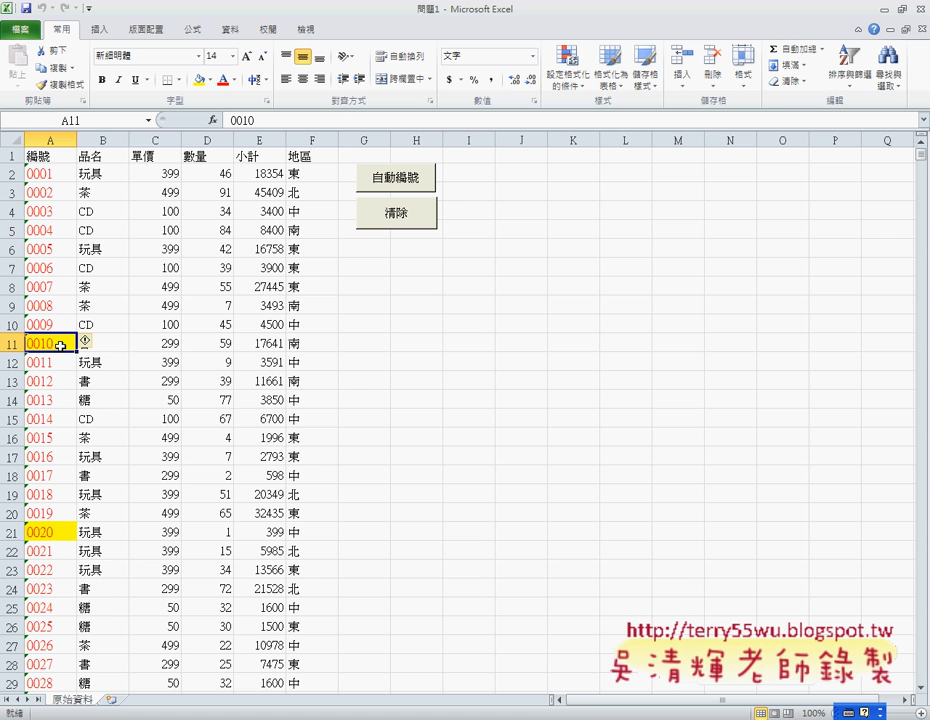 問題1 - Microsoft Excel
檔案 常用 插入 版面配置 公式 資料 校閱 檢視
貼上 剪下 複製 複製格式 剪貼簿
新細明體 14 B I U 字型
自動換列 跨欄置中 對齊方式
文字 $ % , 數值
設定格式化的條件 格式化為表格 儲存格樣式 樣式
插入 刪除 格式 儲存格
自動加總 填滿 清除 排序與篩選 尋找與選取 編輯
A11 fx 0010
A B C D E F G H I J K L M N O P Q
1 編號 品名 單價 數量 小計 地區
2 0001 玩具 399 46 18354 東
3 0002 茶 499 91 45409 北
4 0003 CD 100 34 3400 中
5 0004 CD 100 84 8400 南
6 0005 玩具 399 42 16758 東
7 0006 CD 100 39 3900 東
8 0007 茶 499 55 27445 東
9 0008 茶 499 7 3493 南
10 0009 CD 100 45 4500 中
11 0010 299 59 17641 南
12 0011 玩具 399 9 3591 中
13 0012 書 299 39 11661 南
14 0013 糖 50 77 3850 中
15 0014 CD 100 67 6700 中
16 0015 茶 499 4 1996 東
17 0016 玩具 399 7 2793 東
18 0017 書 299 2 598 中
19 0018 玩具 399 51 20349 北
20 0019 茶 499 65 32435 東
21 0020 玩具 399 1 399 中
22 0021 玩具 399 15 5985 北
23 0022 玩具 399 34 13566 東
24 0023 書 299 72 21528 北
25 0024 糖 50 32 1600 中
26 0025 糖 50 30 1500 東
27 0026 茶 499 22 10978 中
28 0027 書 299 25 7475 東
29 0028 糖 50 32 1600 中
自動編號
清除
http://terry55wu.blogspot.tw
吳清輝老師錄製
原始資料
就緒 100%